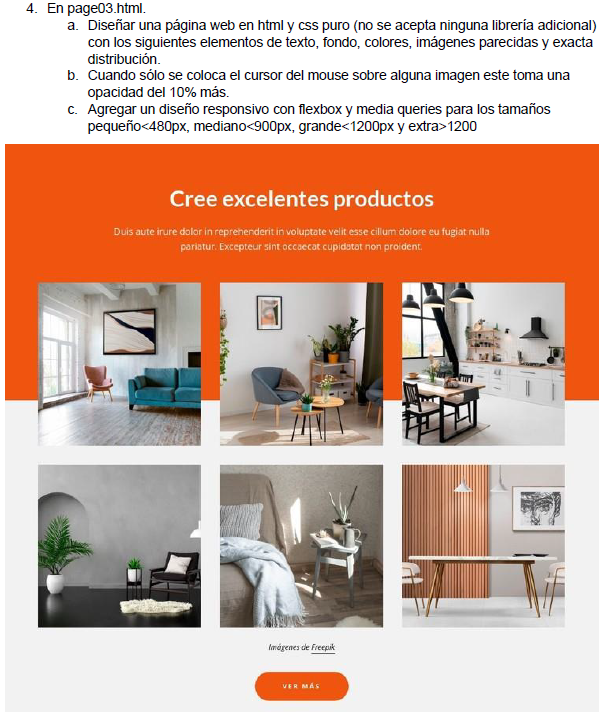 4. En page03.html.
a. Diseñar una página web en html y css puro (no se acepta ninguna librería adicional)
con los siguientes elementos de texto, fondo, colores, imágenes parecidas y exacta
distribución.
b. Cuando sólo se coloca el cursor del mouse sobre alguna imagen este toma una
opacidad del 10% más.
c. Agregar un diseño responsivo con flexbox y media queries para los tamaños
pequeño<480px, mediano<900px, grande<1200px y extra>1200
Cree excelentes productos
Duis aute irure dolor in reprehenderit in voluptate velit esse cillum dolore eu fugiat nulla
pariatur. Excepteur sint occaecat cupidatat non proident.
Imágenes de Freepik
VER MÁS